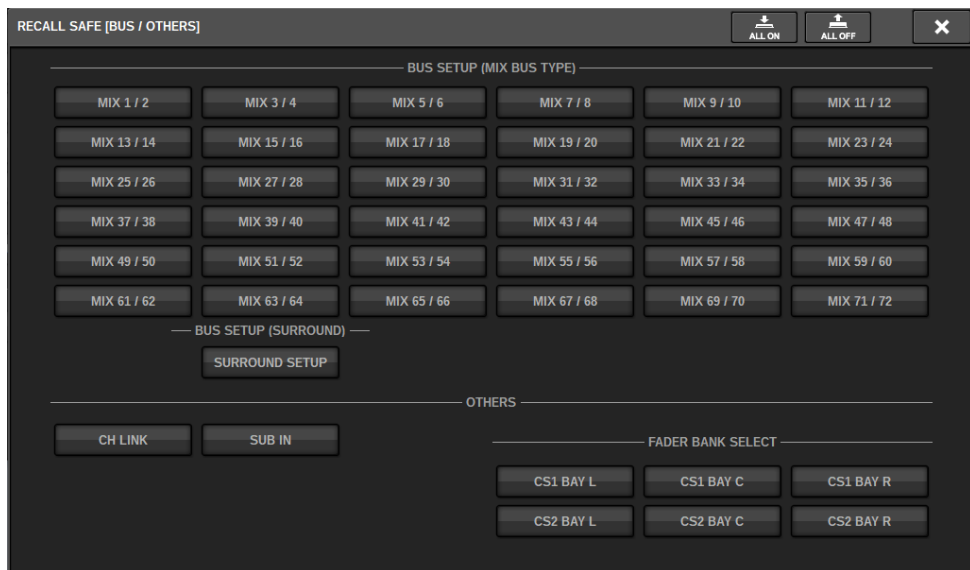 RECALL SAFE [BUS / OTHERS] ALL ON ALL OFF
BUS SETUP (MIX BUS TYPE)
MIX 1 / 2 MIX 3 / 4 MIX 5 / 6 MIX 7 / 8 MIX 9 / 10 MIX 11 / 12
MIX 13 / 14 MIX 15 / 16 MIX 17 / 18 MIX 19 / 20 MIX 21 / 22 MIX 23 / 24
MIX 25 / 26 MIX 27 / 28 MIX 29 / 30 MIX 31 / 32 MIX 33 / 34 MIX 35 / 36
MIX 37 / 38 MIX 39 / 40 MIX 41 / 42 MIX 43 / 44 MIX 45 / 46 MIX 47 / 48
MIX 49 / 50 MIX 51 / 52 MIX 53 / 54 MIX 55 / 56 MIX 57 / 58 MIX 59 / 60
MIX 61 / 62 MIX 63 / 64 MIX 65 / 66 MIX 67 / 68 MIX 69 / 70 MIX 71 / 72
BUS SETUP (SURROUND)
SURROUND SETUP
OTHERS
CH LINK SUB IN
FADER BANK SELECT
CS1 BAY L CS1 BAY C CS1 BAY R
CS2 BAY L CS2 BAY C CS2 BAY R